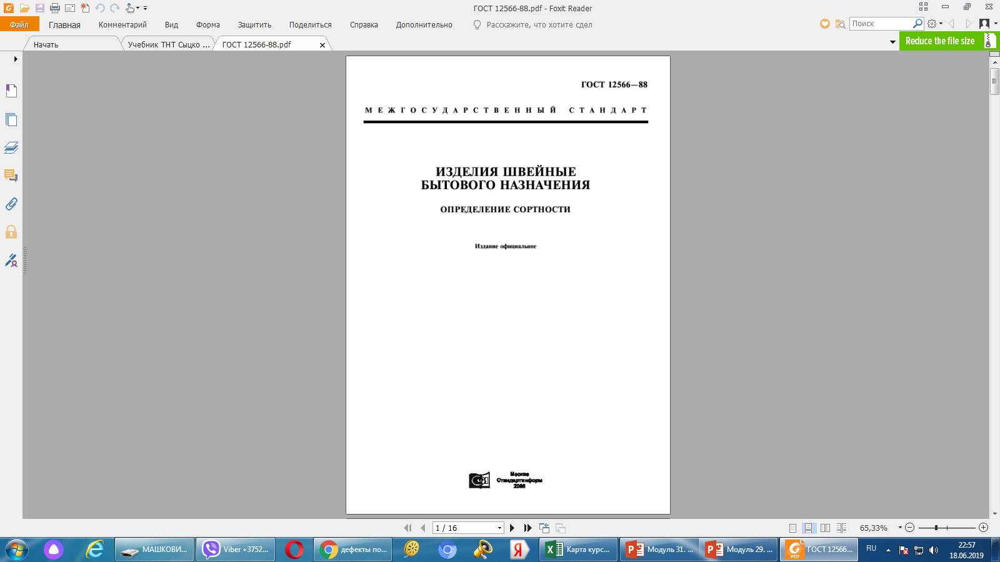 ГОСТ 12566-88.pdf - Foxit Reader
Файл Главная Комментарий Вид Форма Защитить Поделиться Справка Дополнительно Расскажите, что хотите сдел Поиск
Начать Учебник ТНТ Сыцко ... ГОСТ 12566-88.pdf Reduce the file size
ГОСТ 12566—88
МЕЖГОСУДАРСТВЕННЫЙ СТАНДАРТ
ИЗДЕЛИЯ ШВЕЙНЫЕ
БЫТОВОГО НАЗНАЧЕНИЯ
ОПРЕДЕЛЕНИЕ СОРТНОСТИ
Издание официальное
Москва
Стандартинформ
1 / 16 65,33%
МАШКОВИ... Viber +3752... дефекты по... Карта курс... Модуль 31. ... Модуль 29. ... ГОСТ 12566... RU 22:57
18.06.2019